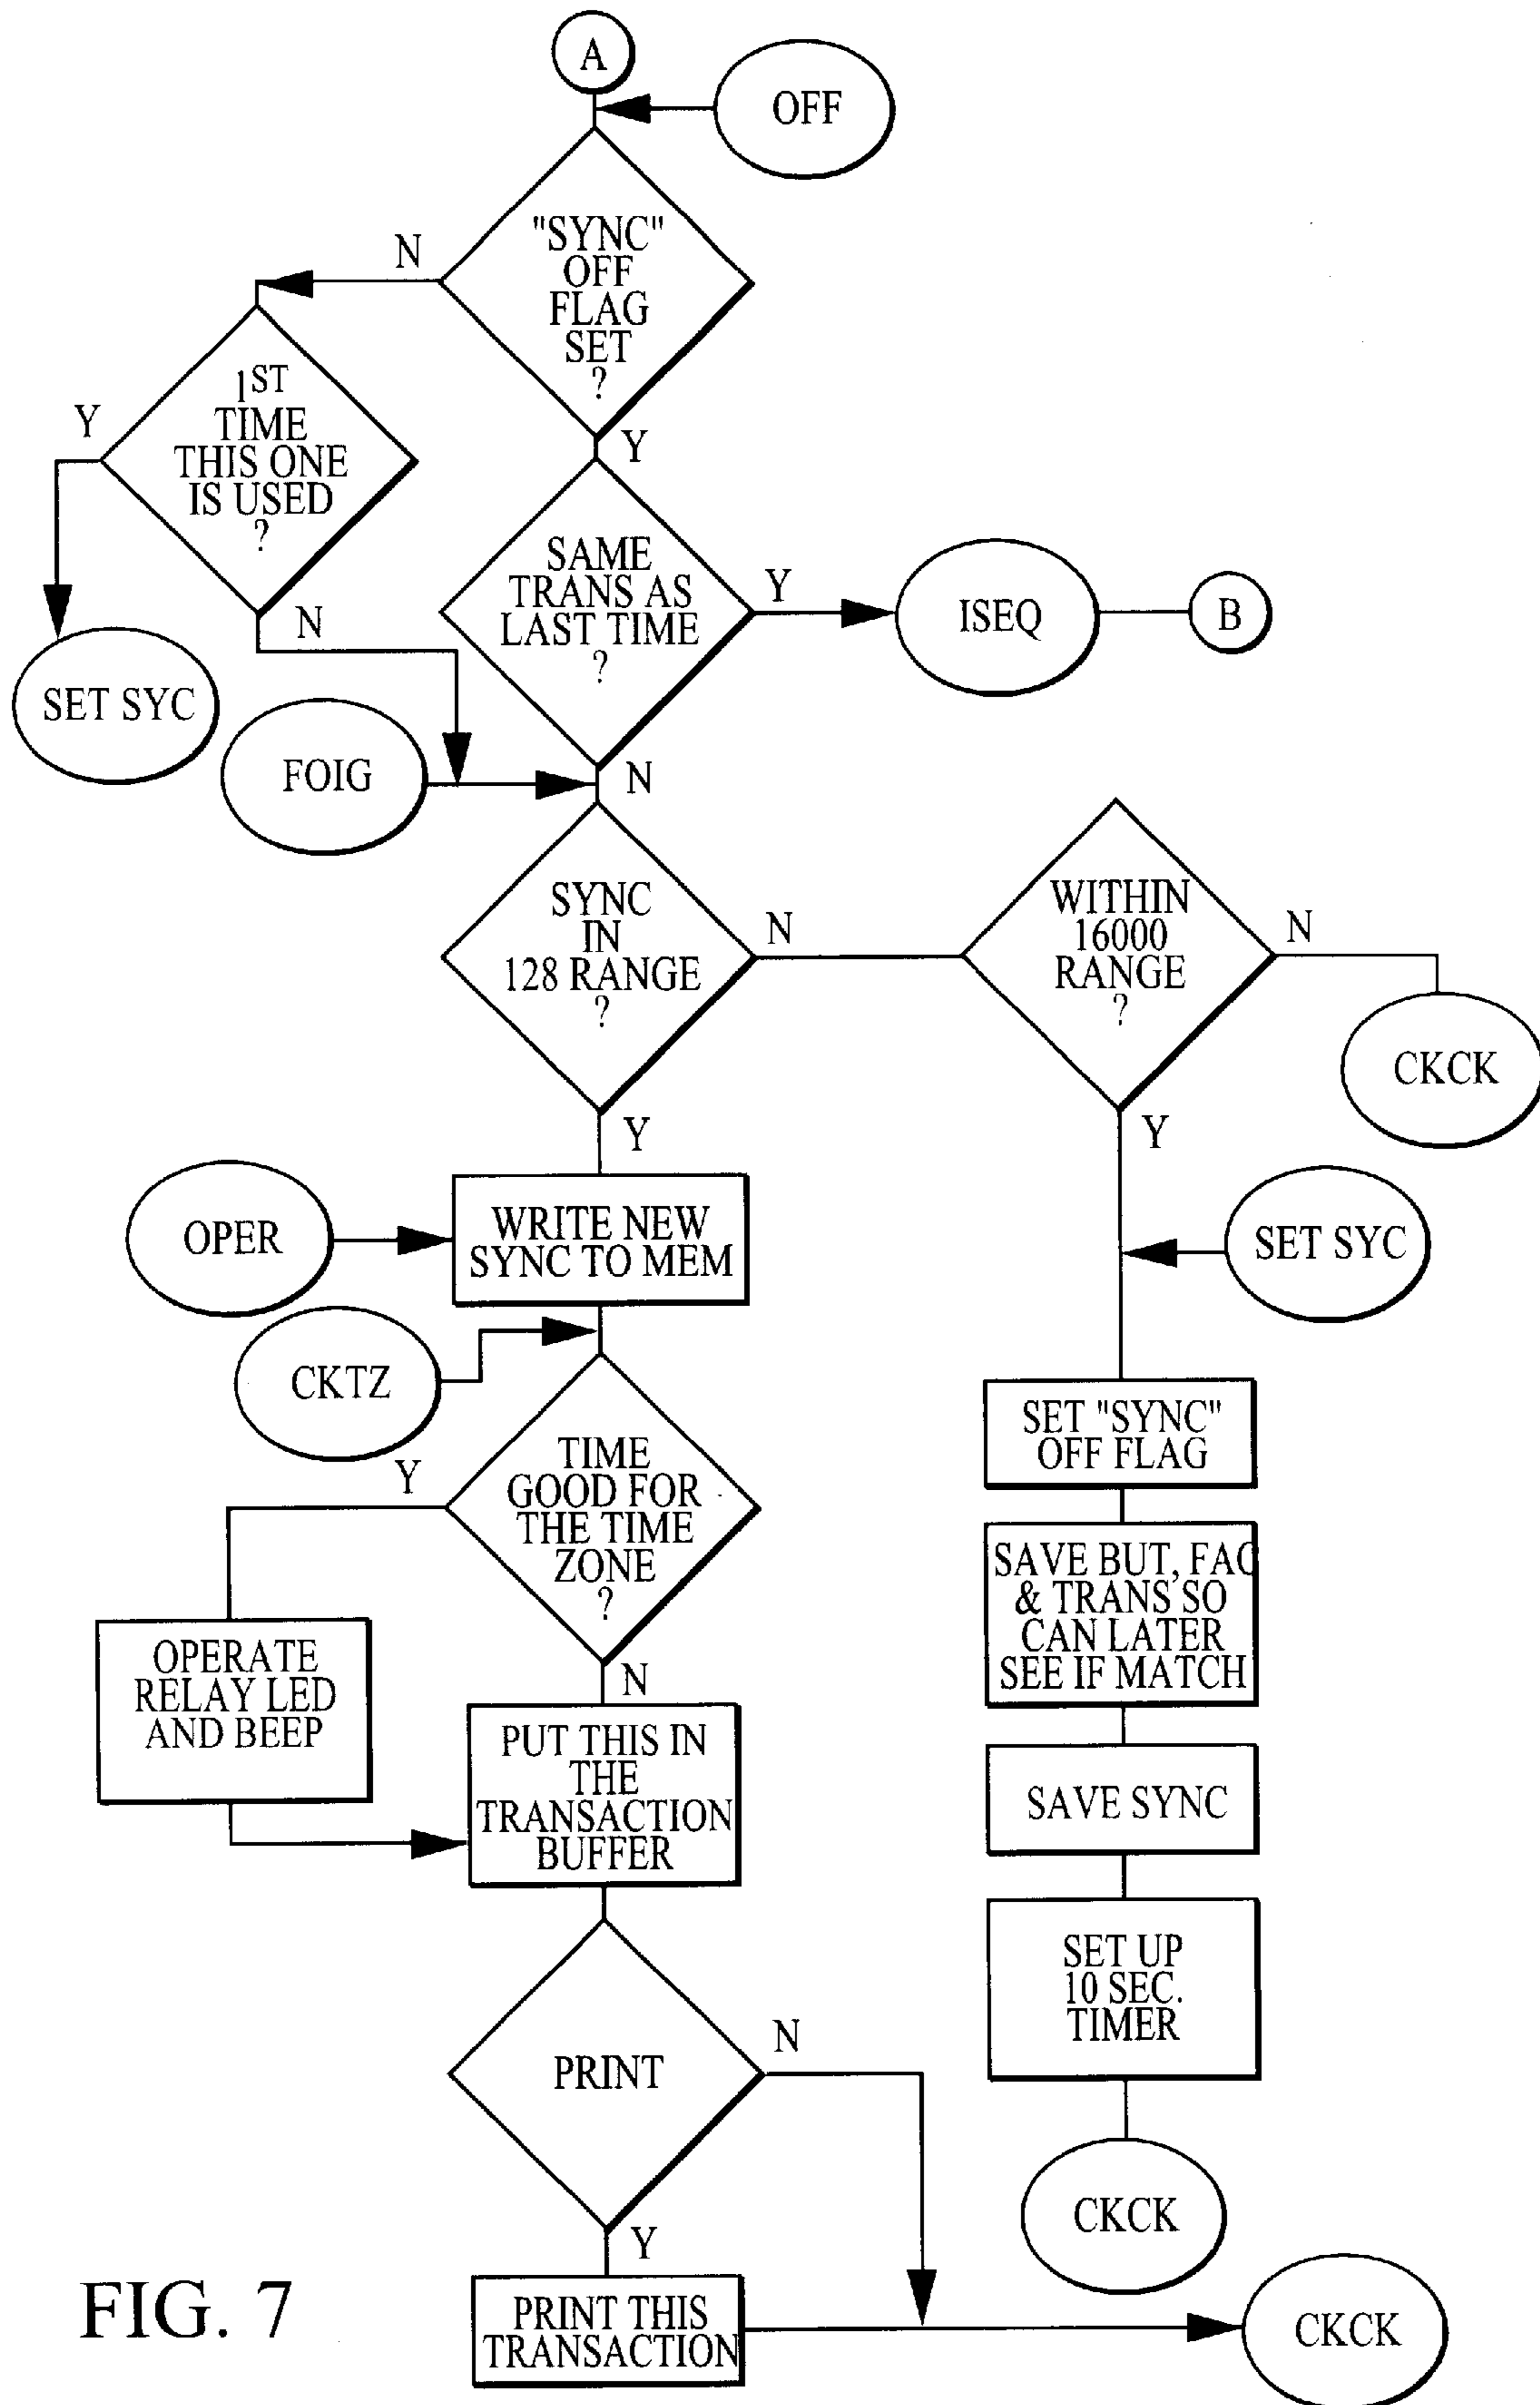 A
OFF
"SYNC"
OFF
FLAG
SET
?
N
Y
1ST
TIME
THIS ONE
IS USED
?
Y
N
SET SYC
SAME
TRANS AS
LAST TIME
?
Y
ISEQ
B
N
FOIG
SYNC
IN
128 RANGE
?
N
Y
WITHIN
16000
RANGE
?
N
CKCK
Y
OPER
WRITE NEW
SYNC TO MEM
SET SYC
CKTZ
TIME
GOOD FOR
THE TIME
ZONE
?
Y
N
SET "SYNC"
OFF FLAG
SAVE BUT, FAC
& TRANS SO
CAN LATER
SEE IF MATCH
OPERATE
RELAY LED
AND BEEP
PUT THIS IN
THE
TRANSACTION
BUFFER
SAVE SYNC
SET UP
10 SEC.
TIMER
PRINT
N
Y
CKCK
PRINT THIS
TRANSACTION
CKCK
FIG. 7